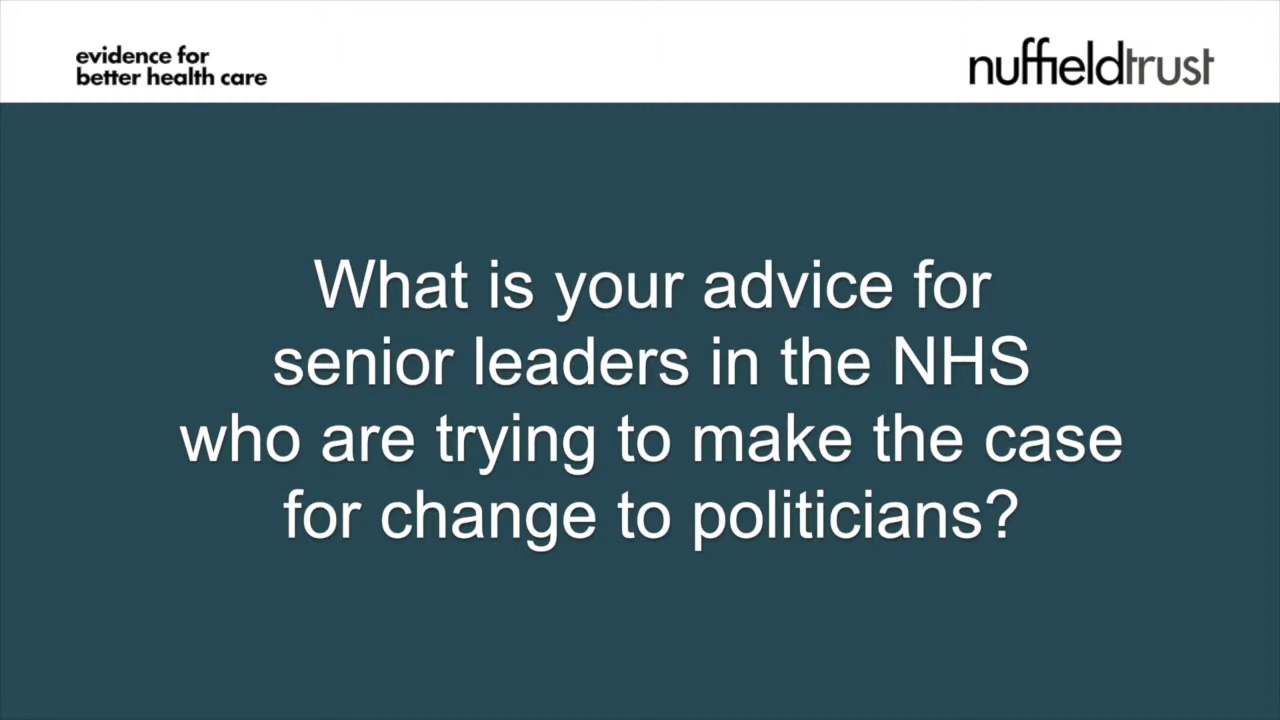 evidence for
better health care
nuffieldtrust
What is your advice for
senior leaders in the NHS
who are trying to make the case
for change to politicians?